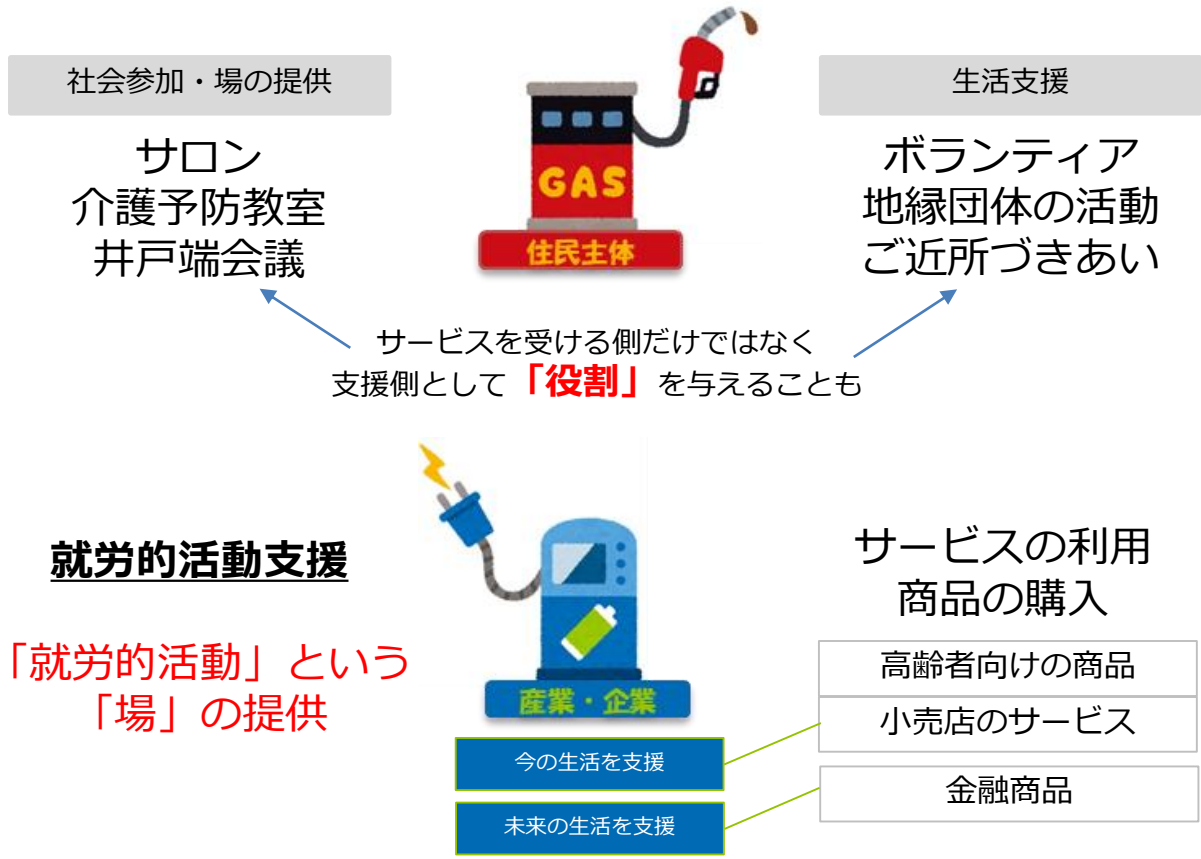 社会参加・場の提供
サロン
介護予防教室
井戸端会議
GAS
住民主体
生活支援
ボランティア
地縁団体の活動
ご近所づきあい
サービスを受ける側だけではなく
支援側として「役割」を与えることも
就労的活動支援
「就労的活動」という
「場」の提供
産業・企業
今の生活を支援
未来の生活を支援
サービスの利用
商品の購入
高齢者向けの商品
小売店のサービス
金融商品